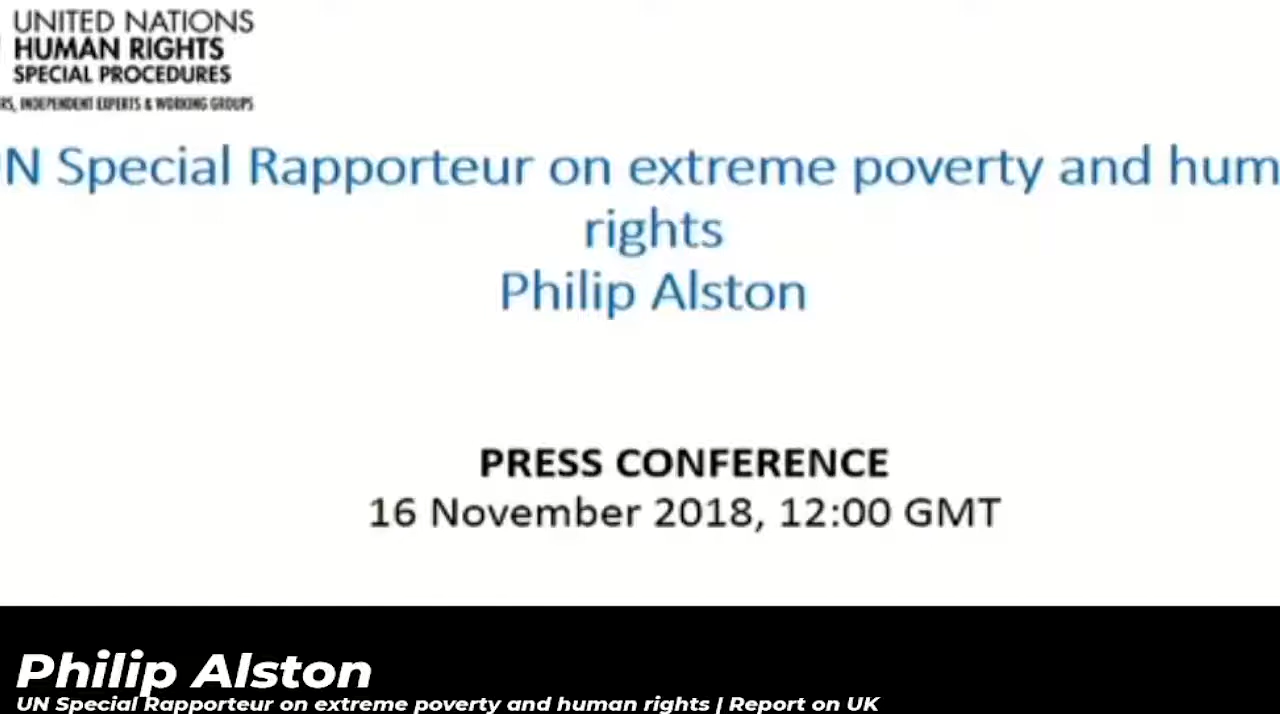 UNITED NATIONS
HUMAN RIGHTS
SPECIAL PROCEDURES
INDEPENDENT EXPERTS & WORKING GROUPS
Special Rapporteur on extreme poverty and
rights
Philip Alston
PRESS CONFERENCE
16 November 2018, 12:00 GMT
Philip Alston
UN Special Rapporteur on extreme poverty and human rights | Report on UK